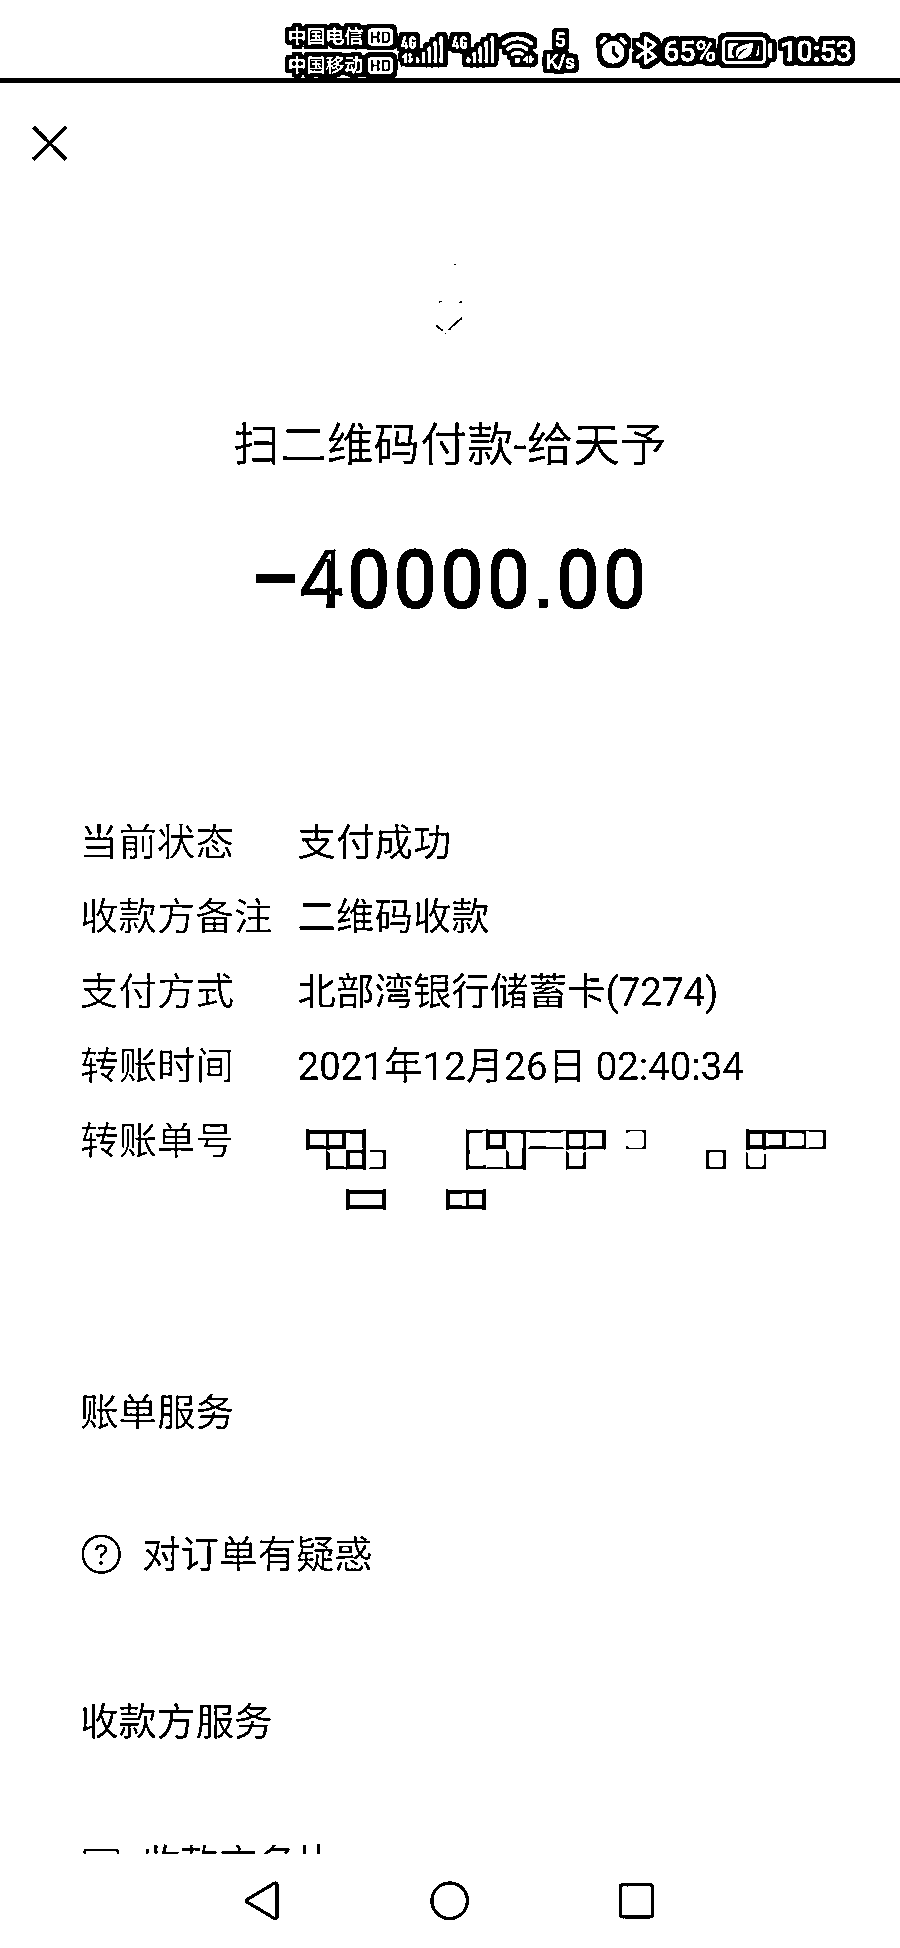 中国电信 HD 4G 4G 5 K/s 65% 10:53
中国移动 HD
扫二维码付款-给天予
-40000.00
当前状态 支付成功
收款方备注 二维码收款
支付方式 北部湾银行储蓄卡(7274)
转账时间 2021年12月26日 02:40:34
转账单号
账单服务
对订单有疑惑
收款方服务